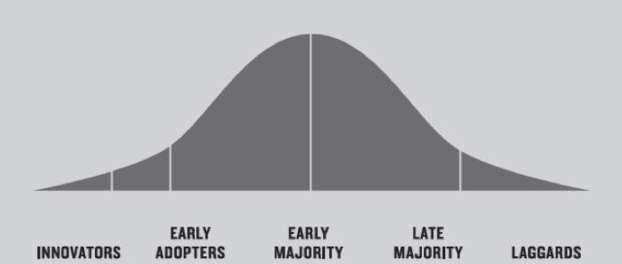 INNOVATORS
EARLY
ADOPTERS
EARLY
MAJORITY
LATE
MAJORITY
LAGGARDS